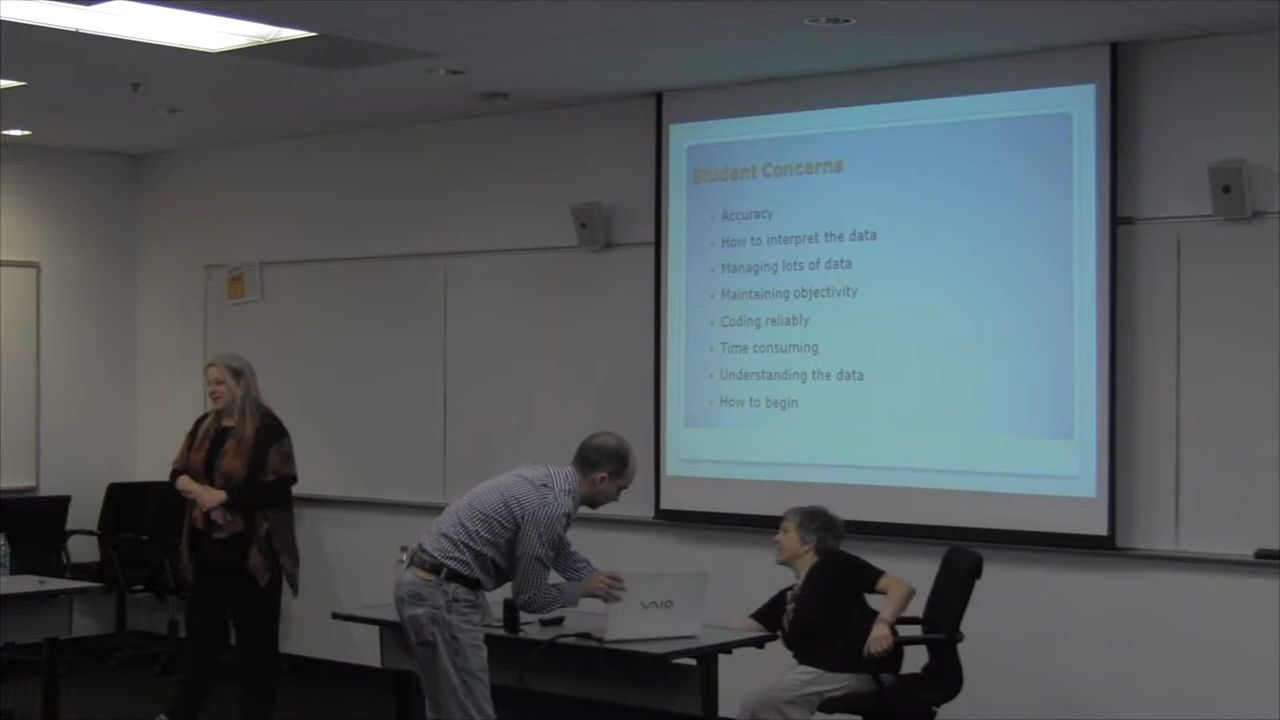 Student Concerns
Accuracy
How to interpret the data
Managing lots of data
Maintaining objectivity
Coding reliably
Time consuming
Understanding the data
How to begin
VAIO